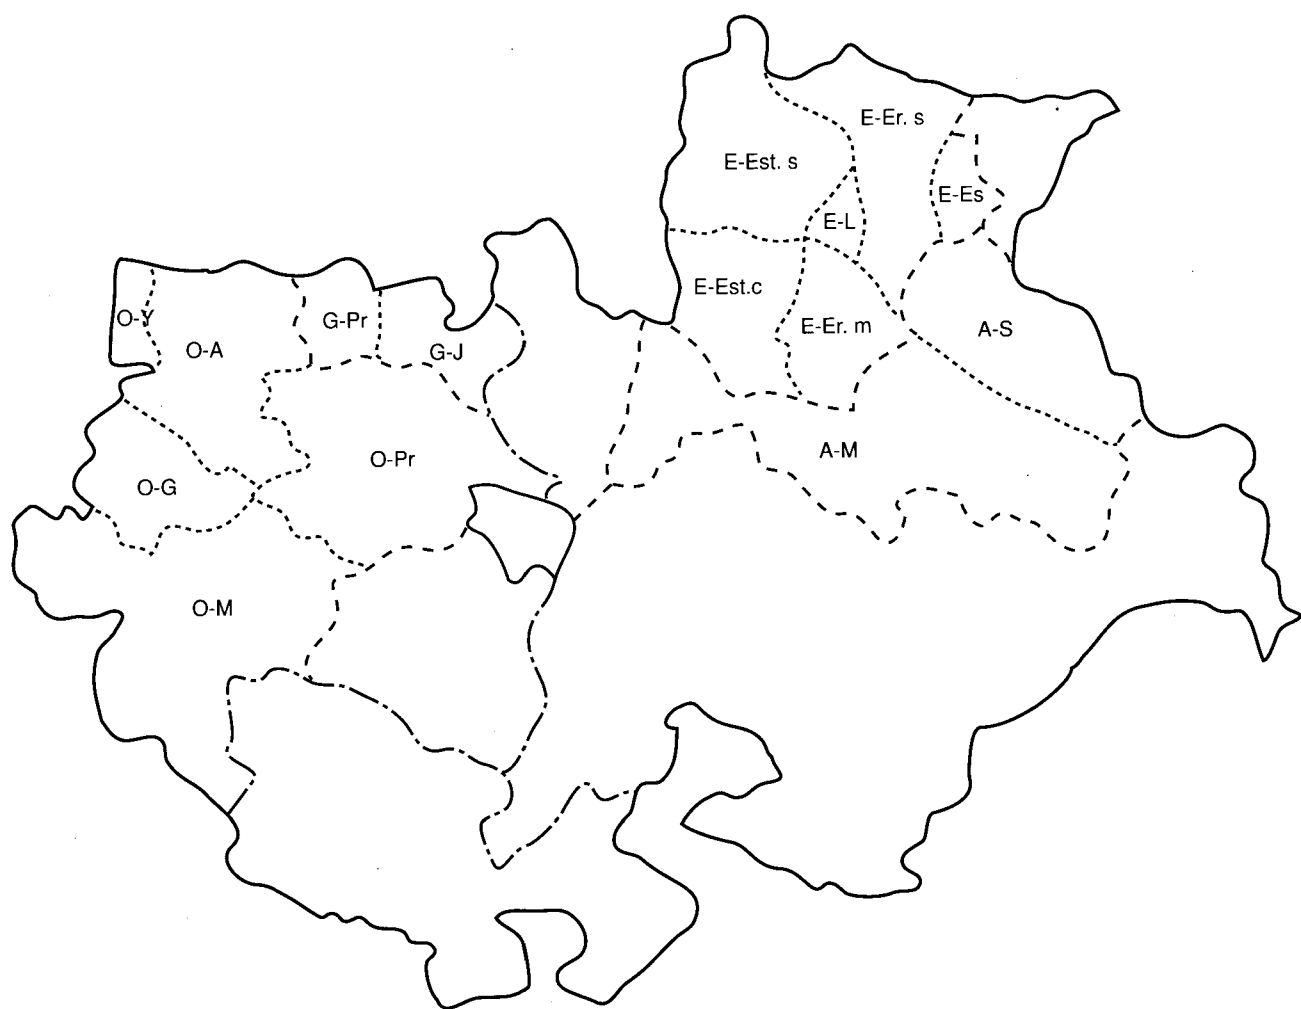 E-Er. s
E-Est. s
E-Es
E-L
E-Est.c
O-Y
G-Pr
E-Er. m
A-S
O-A
G-J
A-M
O-Pr
O-G
O-M